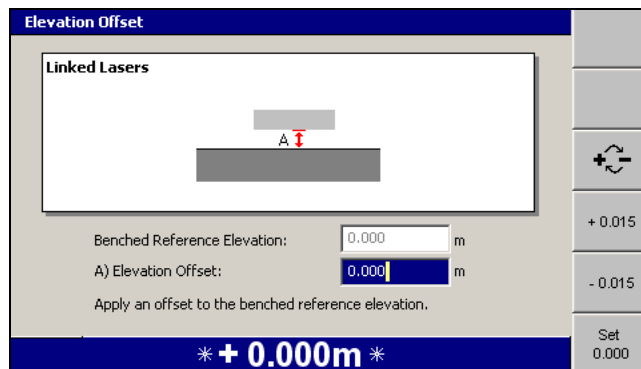 Elevation Offset
Linked Lasers
A
+ 0.015
Benched Reference Elevation: 0.000 m
A) Elevation Offset: 0.000 m
- 0.015
Apply an offset to the benched reference elevation.
Set
0.000
* + 0.000m *